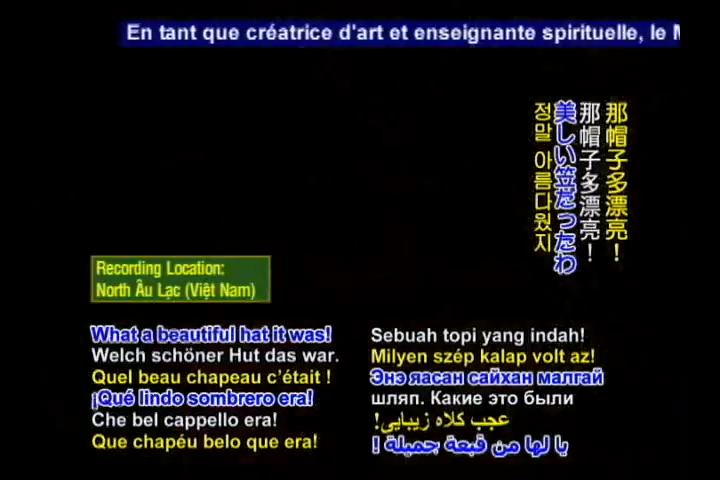 En tant que créatrice d'art et enseignante spirituelle, le
那帽子多漂亮！
那帽子多漂亮！
美しい笠だったわ
정말 아름다웠지
Recording Location:
North Âu Lạc (Việt Nam)
What a beautiful hat it was!
Welch schöner Hut das war.
Quel beau chapeau c'était !
¡Qué lindo sombrero era!
Che bel cappello era!
Que chapéu belo que era!
Sebuah topi yang indah!
Milyen szép kalap volt az!
Энэ яасан сайхан малгай
шляп. Какие это были
عجب کلاه زیبایی!
يا لها من قبعة جميلة !